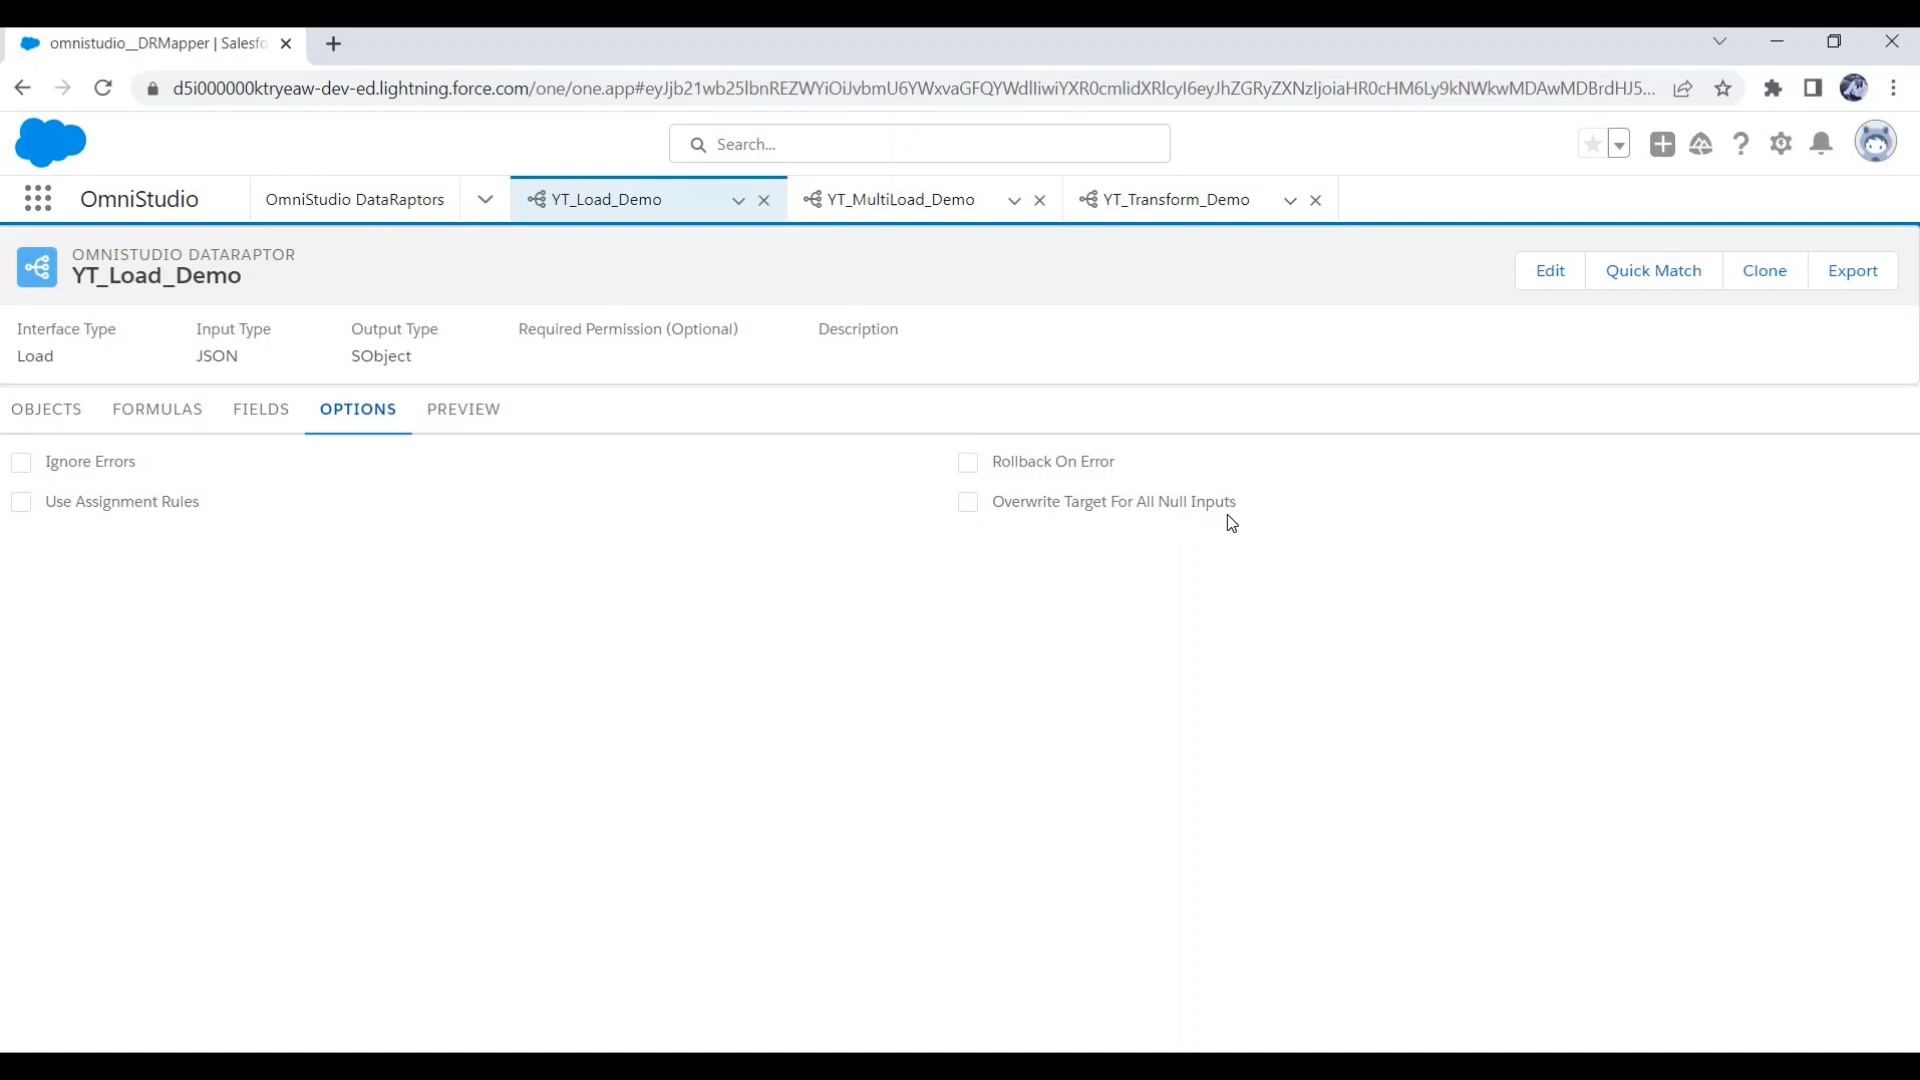 omnistudio__DRMapper | Salesfo
d5i000000ktryeaw-dev-ed.lightning.force.com/one/one.app#eyJjb21wb25lbnREZWYiOiJvbmU6YWxvaGFQYWdlIiwiYXR0cmlidXRlcyI6eyJhZGRyZXNzIjoiaHR0cHM6Ly9kNWkwMDAwMDBrdHJ5...
Search...
OmniStudio
OmniStudio DataRaptors
YT_Load_Demo
YT_MultiLoad_Demo
YT_Transform_Demo
OMNISTUDIO DATARAPTOR
YT_Load_Demo
Edit
Quick Match
Clone
Export
Interface Type
Input Type
Output Type
Required Permission (Optional)
Description
Load
JSON
SObject
OBJECTS
FORMULAS
FIELDS
OPTIONS
PREVIEW
Ignore Errors
Rollback On Error
Use Assignment Rules
Overwrite Target For All Null Inputs